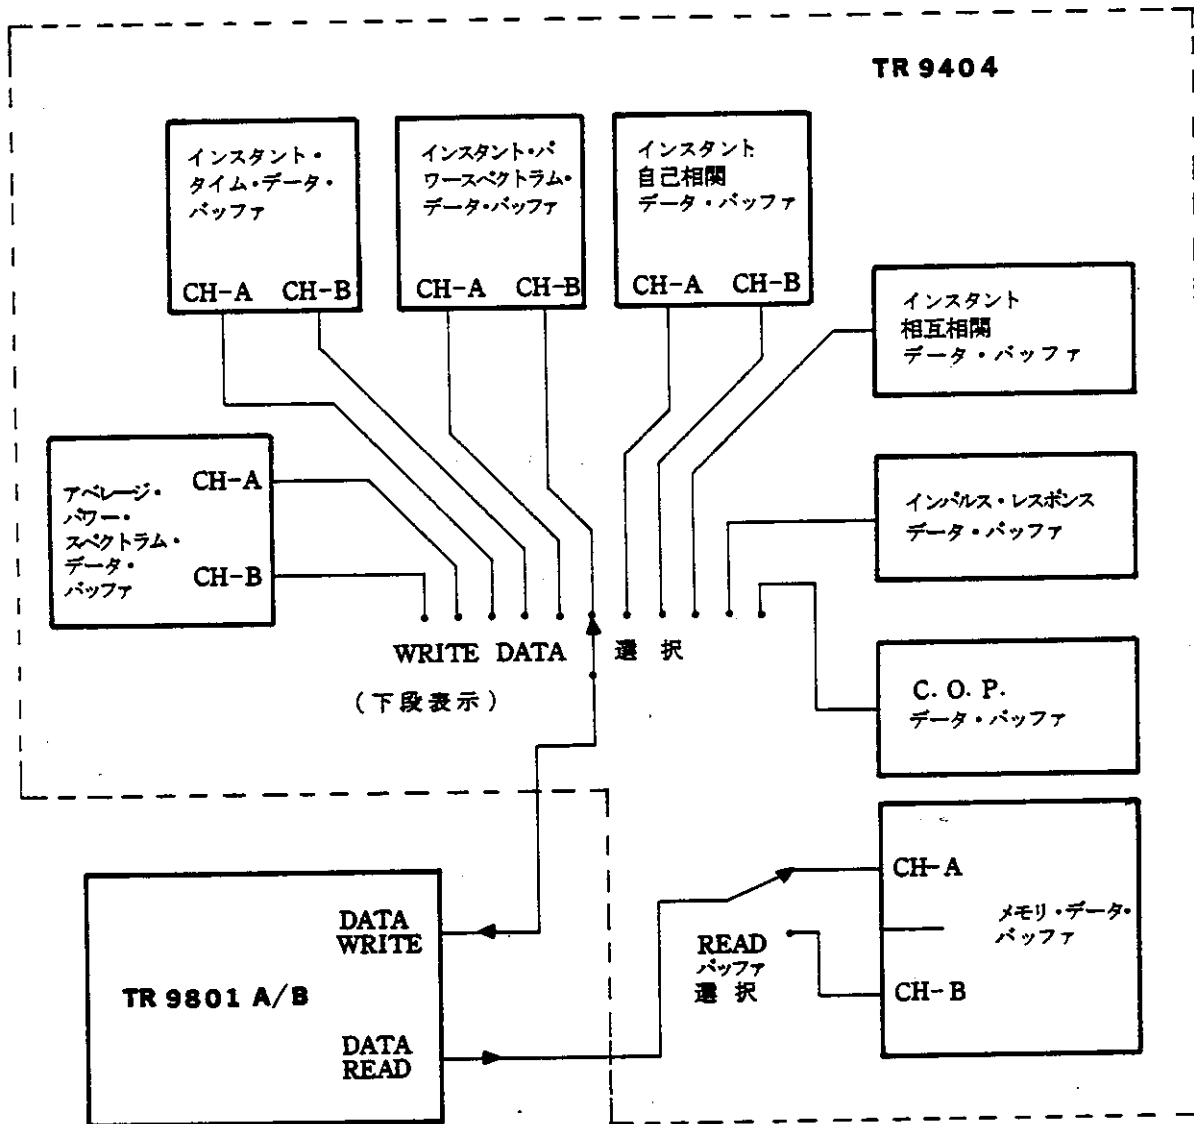 TR 9404
インスタント・
タイム・データ・
バッファ
CH-A CH-B
インスタント・パ
ワースペクトラム・
データ・バッファ
CH-A CH-B
インスタント
自己相関
データ・バッファ
CH-A CH-B
インスタント
相互相関
データ・バッファ
アベレージ・
パワー・
スペクトラム・
データ・
バッファ
CH-A
CH-B
インパルス・レスポンス
データ・バッファ
WRITE DATA 選択
(下段表示)
C. O. P.
データ・バッファ
DATA
WRITE
TR 9801 A/B
DATA
READ
READ
バッファ
選択
CH-A
メモリ・データ・
バッファ
CH-B